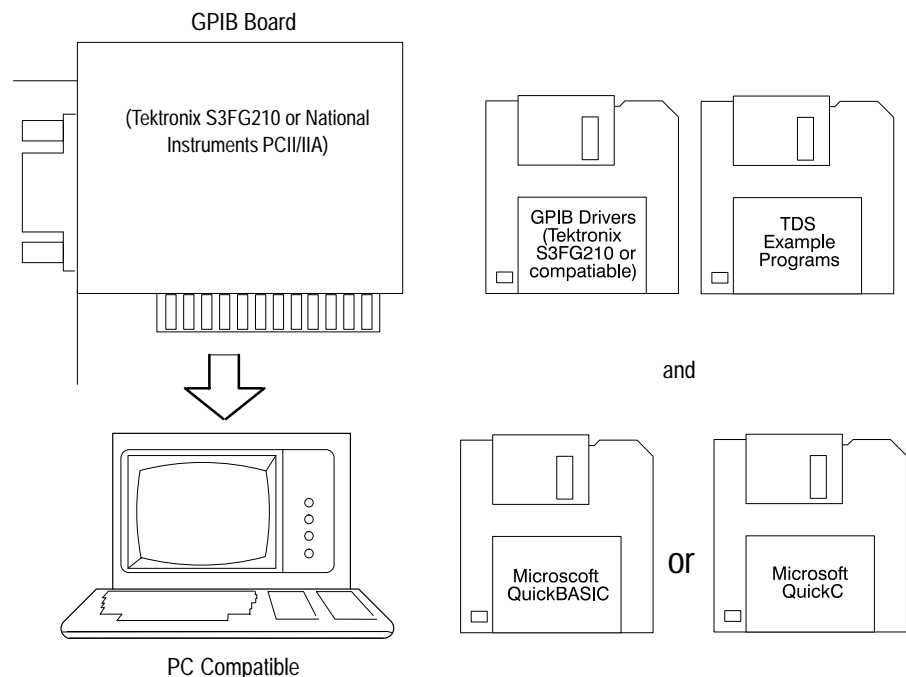 GPIB Board
(Tektronix S3FG210 or National
Instruments PCII/IIA)
GPIB Drivers
(Tektronix
S3FG210 or
compatiable)
TDS
Example
Programs
and
Microscoft
QuickBASIC
or
Microsoft
QuickC
PC Compatible